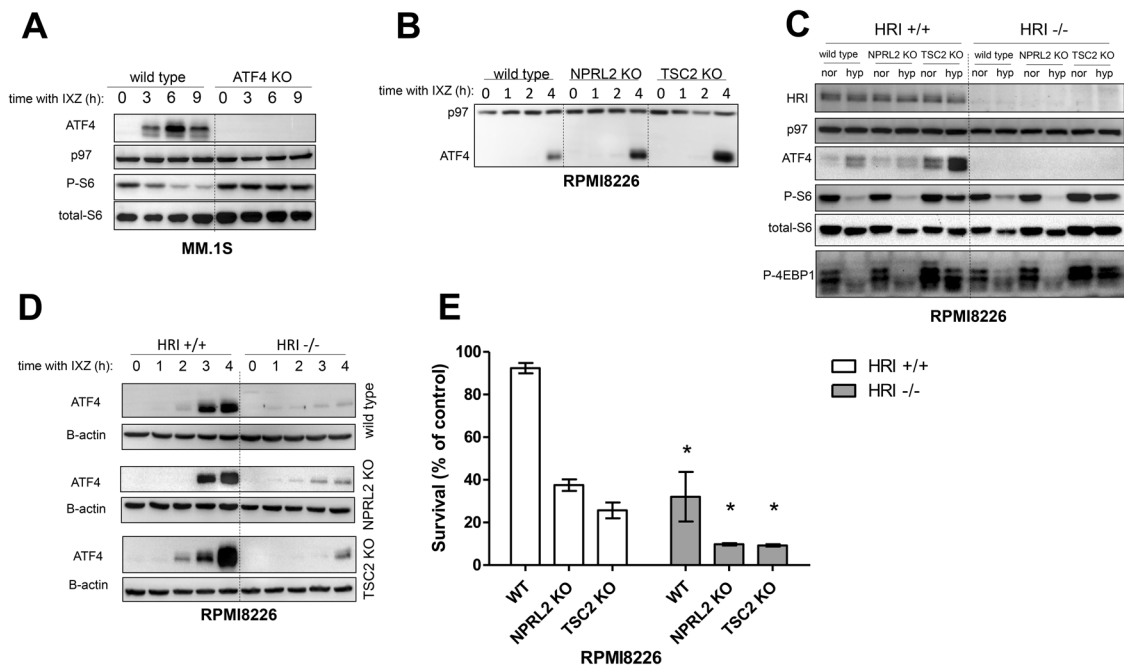 A
wild type ATF4 KO
time with IXZ (h): 0 3 6 9 0 3 6 9
ATF4
p97
P-S6
total-S6
MM.1S
B
wild type NPRL2 KO TSC2 KO
time with IXZ (h): 0 1 2 4 0 1 2 4 0 1 2 4
p97
ATF4
RPMI8226
C
HRI +/+ HRI -/-
wild type NPRL2 KO TSC2 KO wild type NPRL2 KO TSC2 KO
nor hyp nor hyp nor hyp nor hyp nor hyp nor hyp
HRI
p97
ATF4
P-S6
total-S6
P-4EBP1
RPMI8226
D
HRI +/+ HRI -/-
time with IXZ (h): 0 1 2 3 4 0 1 2 3 4
ATF4
B-actin
wild type
ATF4
B-actin
NPRL2 KO
ATF4
B-actin
TSC2 KO
RPMI8226
E
Survival (% of control)
100
80
60
40
20
0
* * *
WT NPRL2 KO TSC2 KO WT NPRL2 KO TSC2 KO
RPMI8226
HRI +/+
HRI -/-